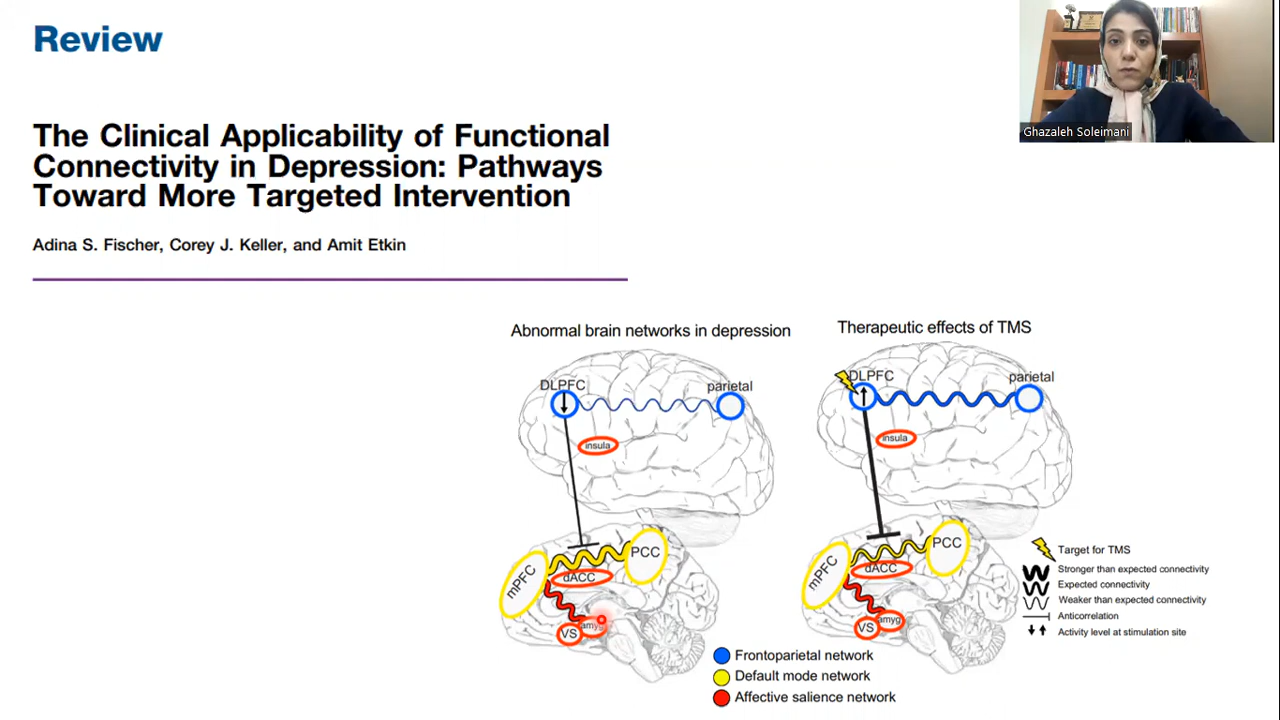 Review
Ghazaleh Soleimani
The Clinical Applicability of Functional
Connectivity in Depression: Pathways
Toward More Targeted Intervention
Adina S. Fischer, Corey J. Keller, and Amit Etkin
Abnormal brain networks in depression
DLPFC
parietal
insula
mPFC
dACC
PCC
VS
amyg
Therapeutic effects of TMS
DLPFC
parietal
insula
mPFC
dACC
PCC
VS
amyg
Target for TMS
Stronger than expected connectivity
Expected connectivity
Weaker than expected connectivity
Anticorrelation
Activity level at stimulation site
Frontoparietal network
Default mode network
Affective salience network